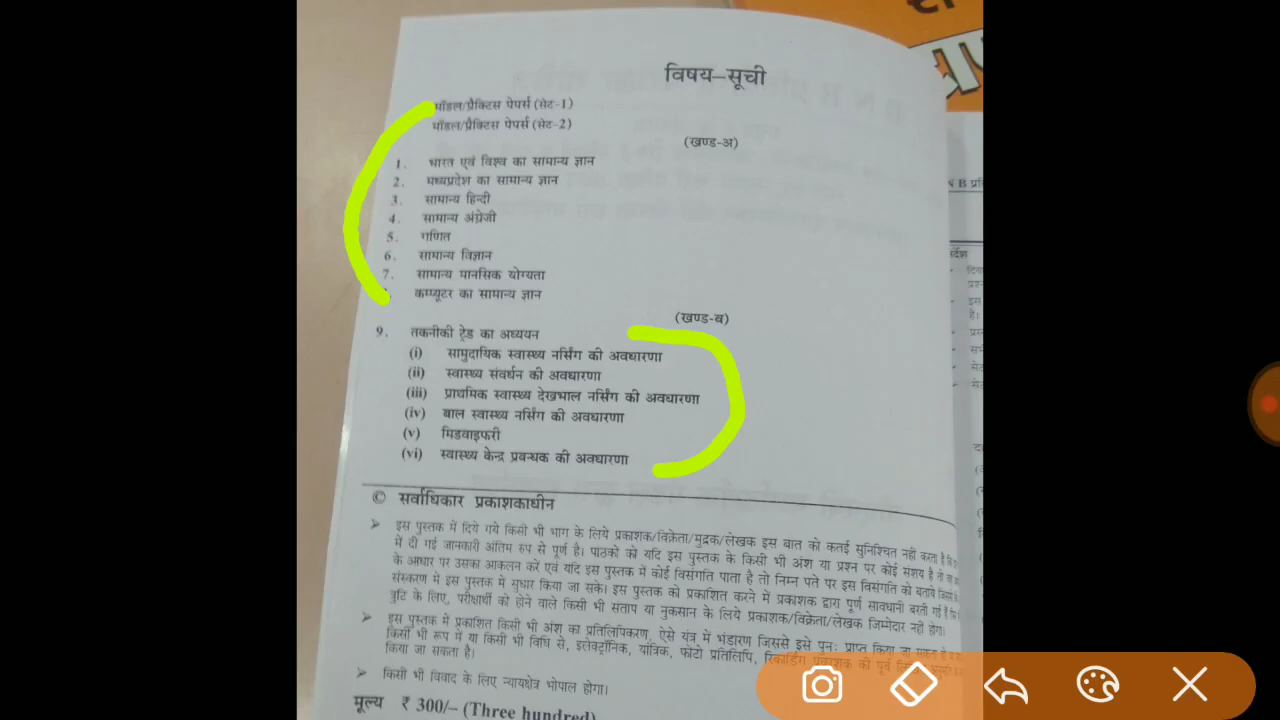 विषय–सूची
मॉडल/प्रैक्टिस पेपर्स (सेट-1)
मॉडल/प्रैक्टिस पेपर्स (सेट-2)
(खण्ड-अ)
1. भारत एवं विश्व का सामान्य ज्ञान
2. मध्यप्रदेश का सामान्य ज्ञान
3. सामान्य हिन्दी
4. सामान्य अंग्रेजी
5. गणित
6. सामान्य विज्ञान
7. सामान्य मानसिक योग्यता
कम्प्यूटर का सामान्य ज्ञान
(खण्ड-ब)
9. तकनीकी ट्रेड का अध्ययन
(i) सामुदायिक स्वास्थ्य नर्सिंग की अवधारणा
(ii) स्वास्थ्य संवर्धन की अवधारणा
(iii) प्राथमिक स्वास्थ्य देखभाल नर्सिंग की अवधारणा
(iv) बाल स्वास्थ्य नर्सिंग की अवधारणा
(v) मिडवाइफरी
(vi) स्वास्थ्य केन्द्र प्रबन्धक की अवधारणा
© सर्वाधिकार प्रकाशकाधीन
➢ इस पुस्तक में दिये गये किसी भी भाग के लिये प्रकाशक/विक्रेता/मुद्रक/लेखक इस बात को कतई सुनिश्चित नहीं करता है
में दी गई जानकारी अंतिम रुप से पूर्ण है। पाठकों को यदि इस पुस्तक के किसी भी अंश या प्रश्न पर कोई संशय है तो
के आधार पर उसका आकलन करें एवं यदि इस पुस्तक में कोई विसंगति पाता है तो निम्न पते पर इस विसंगति को बतावे
संस्करण में इस पुस्तक में सुधार किया जा सके। इस पुस्तक को प्रकाशित करने में प्रकाशक द्वारा पूर्ण सावधानी बरती गई है
त्रुटि के लिए, परीक्षार्थी को होने वाले किसी भी संताप या नुकसान के लिये प्रकाशक/विक्रेता/लेखक जिम्मेदार नहीं होगा।
➢ इस पुस्तक में प्रकाशित किसी भी अंश का प्रतिलिपिकरण, ऐसे यंत्र में भंडारण जिससे इसे पुनः प्राप्त किया जा सकता हो
किसी भी रूप में या किसी भी विधि से, इलेक्ट्रॉनिक, यांत्रिक, फोटो प्रतिलिपि, रिकार्डिंग प्रकाशक की पूर्व
किया जा सकता है।
➢ किसी भी विवाद के लिए न्यायक्षेत्र भोपाल होगा।
मूल्य ₹ 300/– (Three hundred)